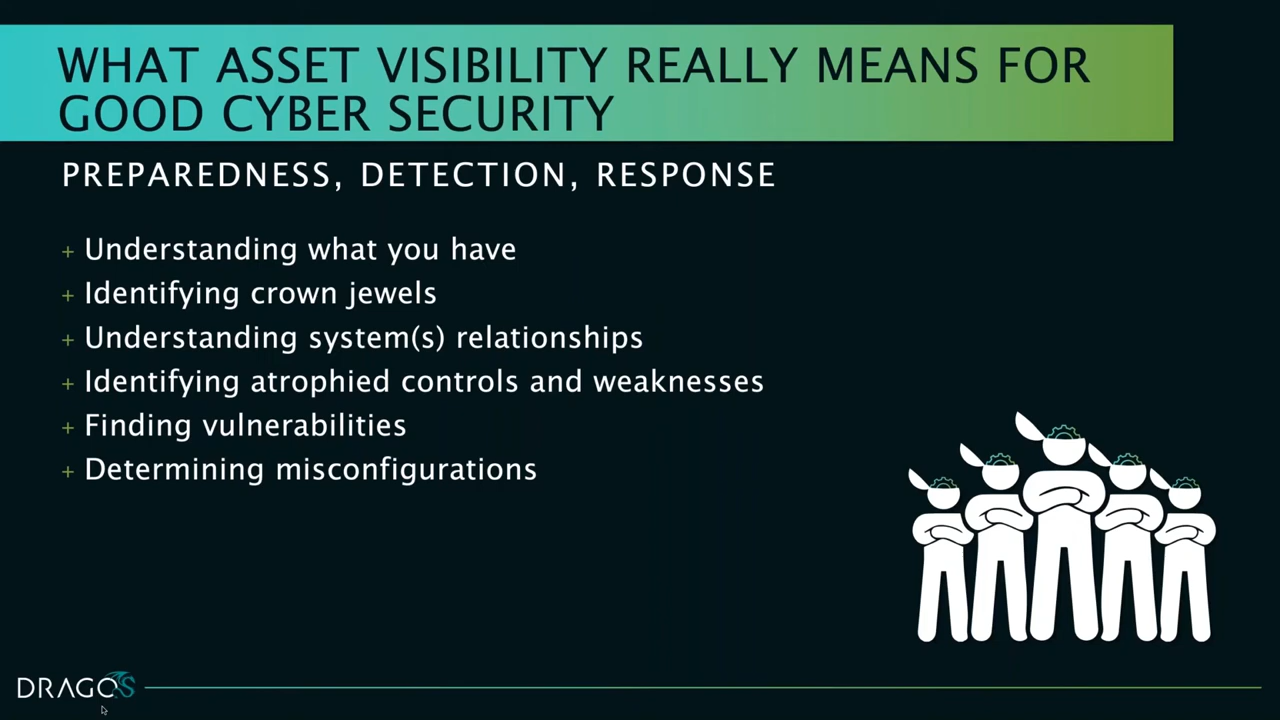 WHAT ASSET VISIBILITY REALLY MEANS FOR
GOOD CYBER SECURITY
PREPAREDNESS, DETECTION, RESPONSE
+ Understanding what you have
+ Identifying crown jewels
+ Understanding system(s) relationships
+ Identifying atrophied controls and weaknesses
+ Finding vulnerabilities
+ Determining misconfigurations
DRAGOS